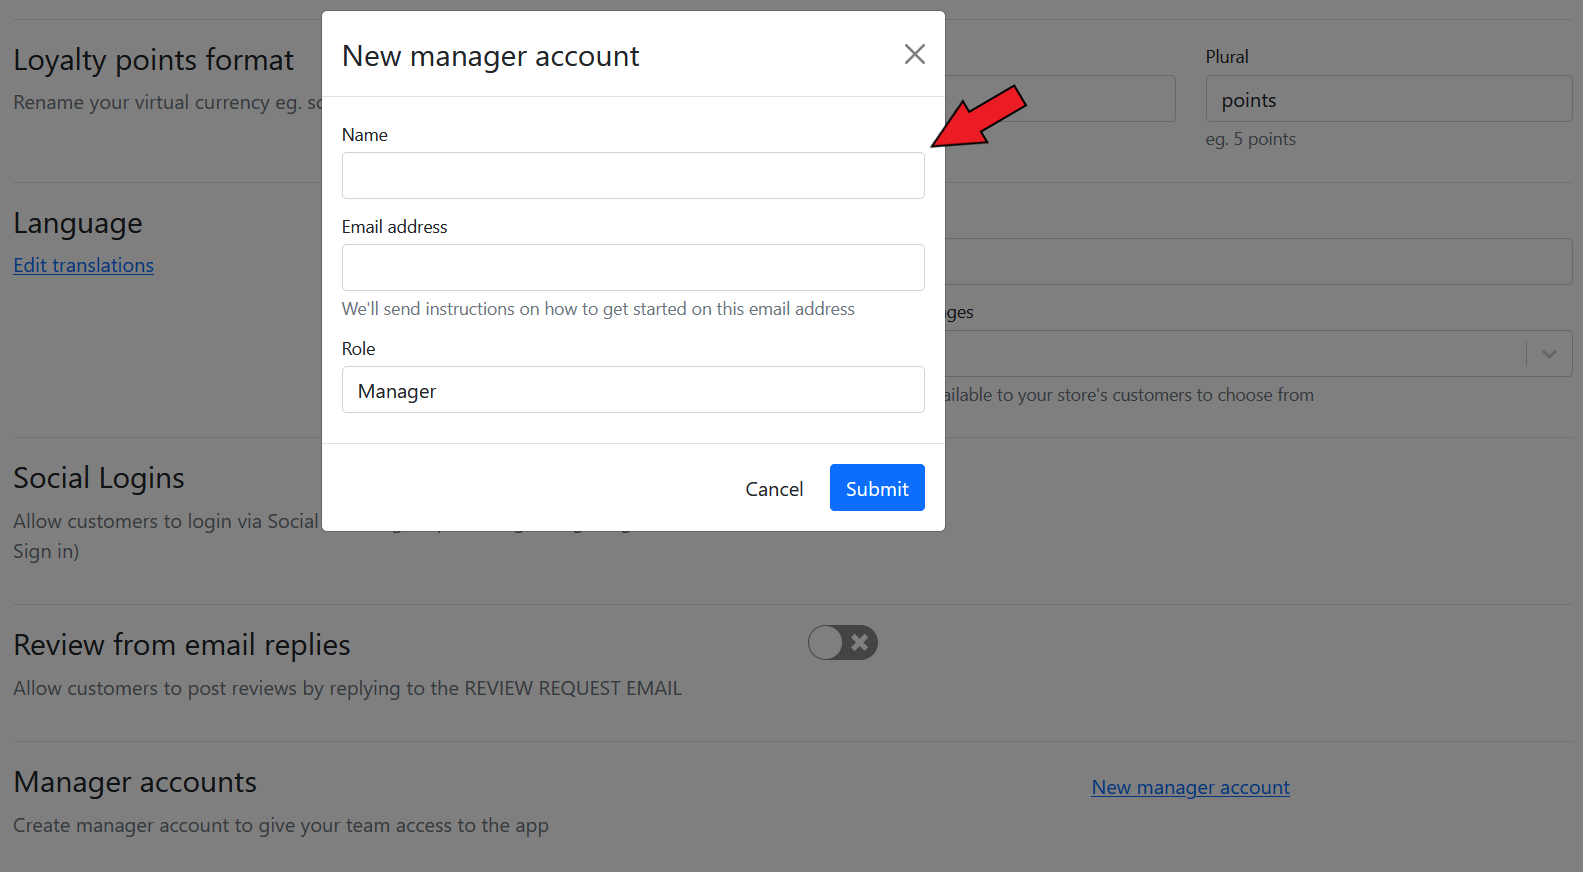 New manager account
Name
Email address
We'll send instructions on how to get started on this email address
Role
Manager
Cancel
Submit
Loyalty points format
Rename your virtual currency eg.
Plural
points
eg. 5 points
Language
Edit translations
available to your store's customers to choose from
Social Logins
Allow customers to login via Social
Sign in)
Review from email replies
Allow customers to post reviews by replying to the REVIEW REQUEST EMAIL
Manager accounts
New manager account
Create manager account to give your team access to the app